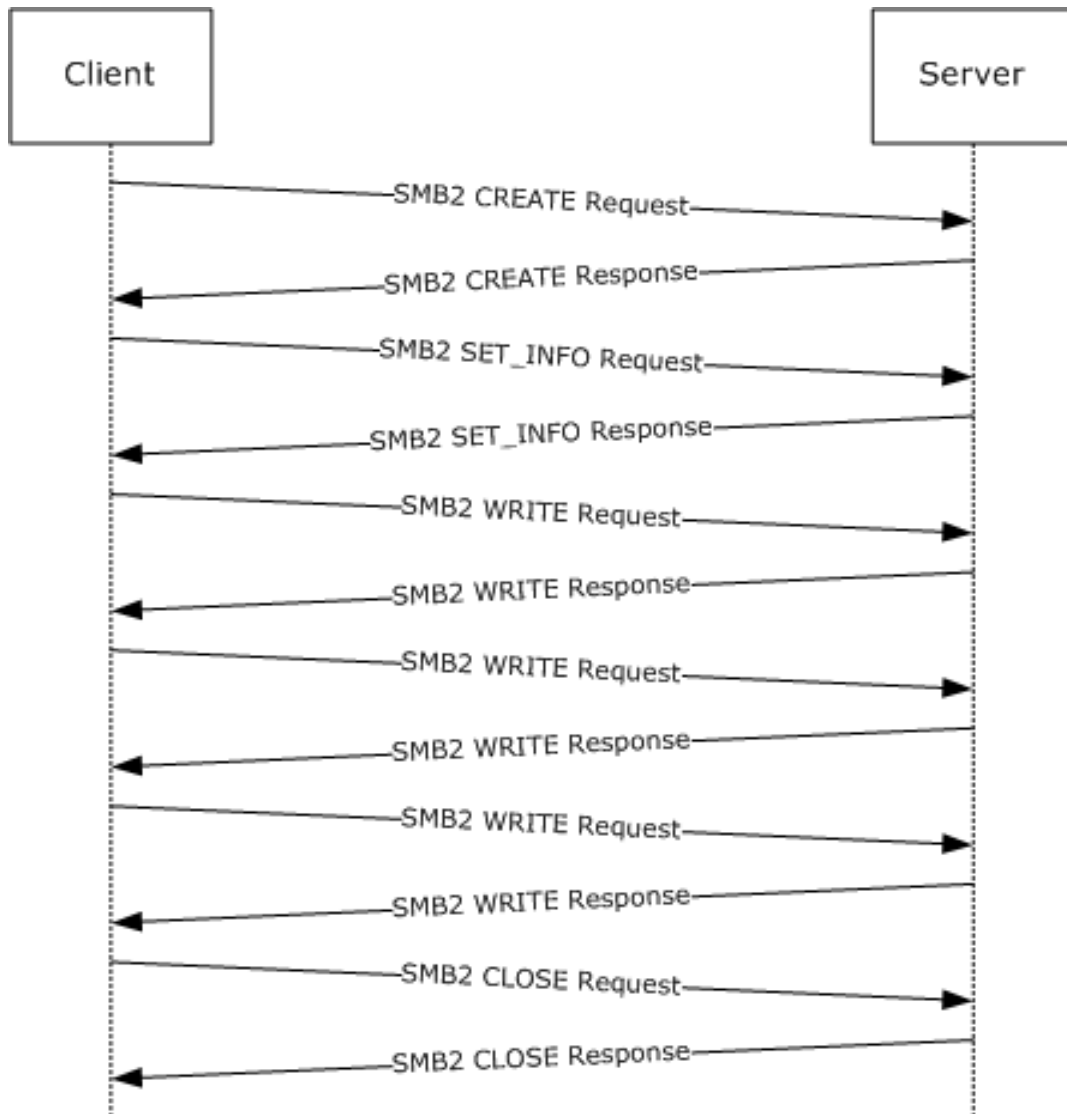 Client
Server
SMB2 CREATE Request
SMB2 CREATE Response
SMB2 SET_INFO Request
SMB2 SET_INFO Response
SMB2 WRITE Request
SMB2 WRITE Response
SMB2 WRITE Request
SMB2 WRITE Response
SMB2 WRITE Request
SMB2 WRITE Response
SMB2 CLOSE Request
SMB2 CLOSE Response